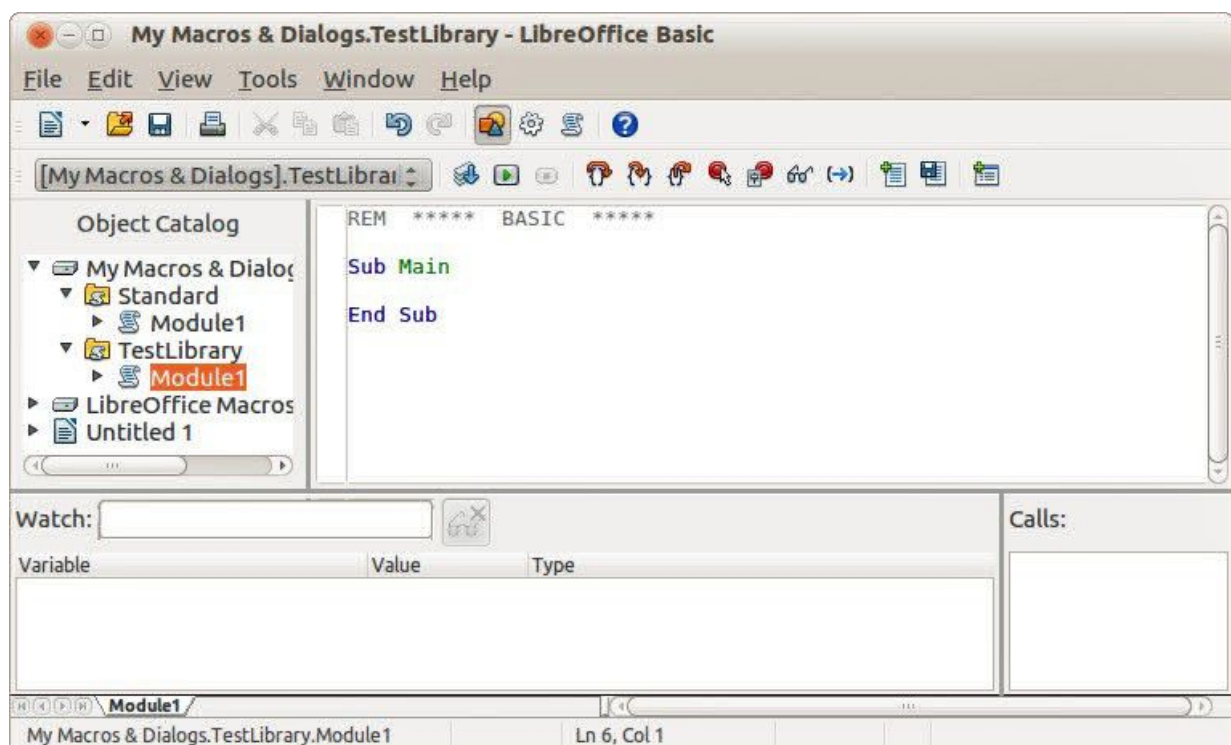 My Macros & Dialogs.TestLibrary - LibreOffice Basic
File Edit View Tools Window Help
[My Macros & Dialogs].TestLibrar
Object Catalog
My Macros & Dialog
Standard
Module1
TestLibrary
Module1
LibreOffice Macros
Untitled 1
REM ***** BASIC *****
Sub Main
End Sub
Watch:
Calls:
Variable Value Type
Module1
My Macros & Dialogs.TestLibrary.Module1 Ln 6, Col 1